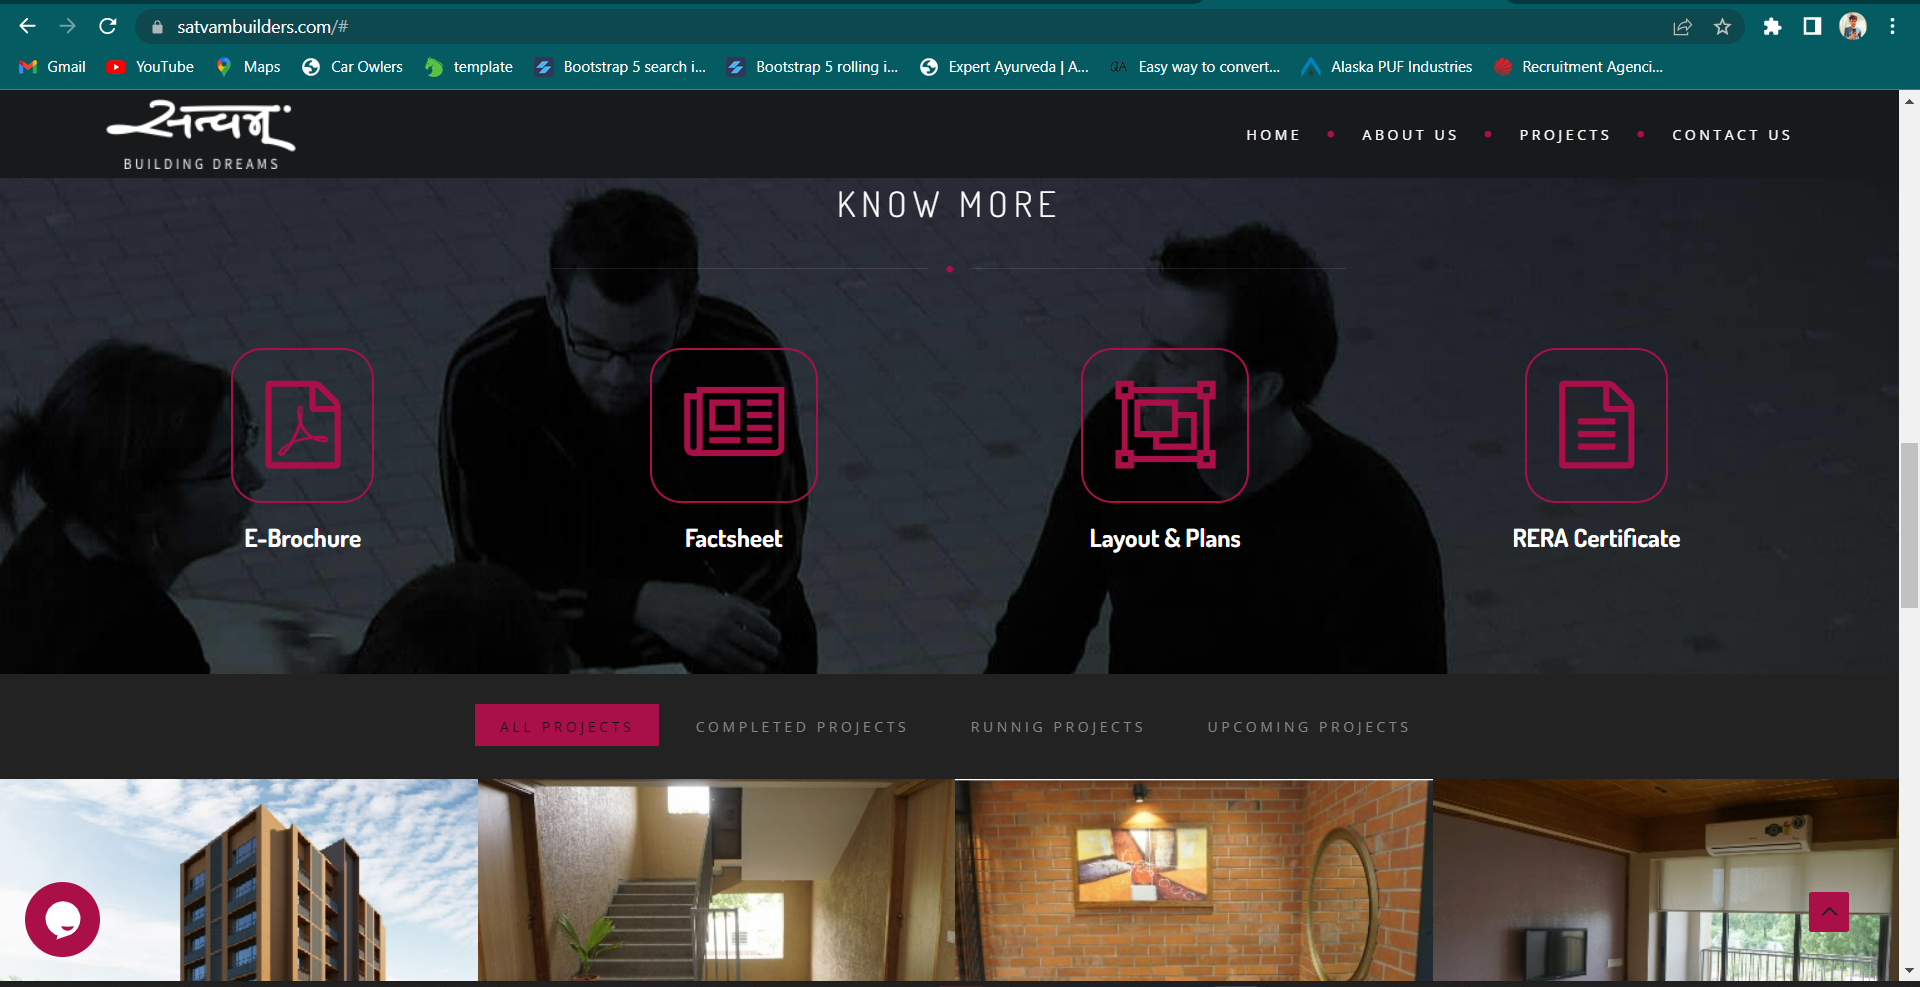 satvambuilders.com/#
Gmail YouTube Maps Car Owlers template Bootstrap 5 search i... Bootstrap 5 rolling i... Expert Ayurveda | A... QA Easy way to convert... Alaska PUF Industries Recruitment Agenci...
BUILDING DREAMS
HOME ABOUT US PROJECTS CONTACT US
KNOW MORE
E-Brochure Factsheet Layout & Plans RERA Certificate
ALL PROJECTS COMPLETED PROJECTS RUNNIG PROJECTS UPCOMING PROJECTS